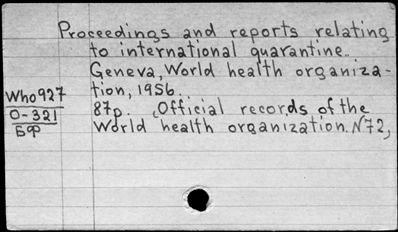 Proceedings and reports relating
to international quarantine..
Geneva, World health organiza-
tion, 1956..
Who927
O-321
БФ
87p. (Official records of the
World health organization. N72,